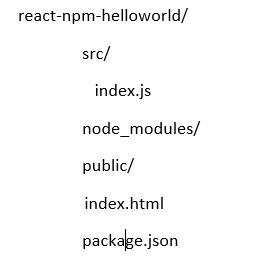 react-npm-helloworld/
src/
index.js
node_modules/
public/
index.html
package.json